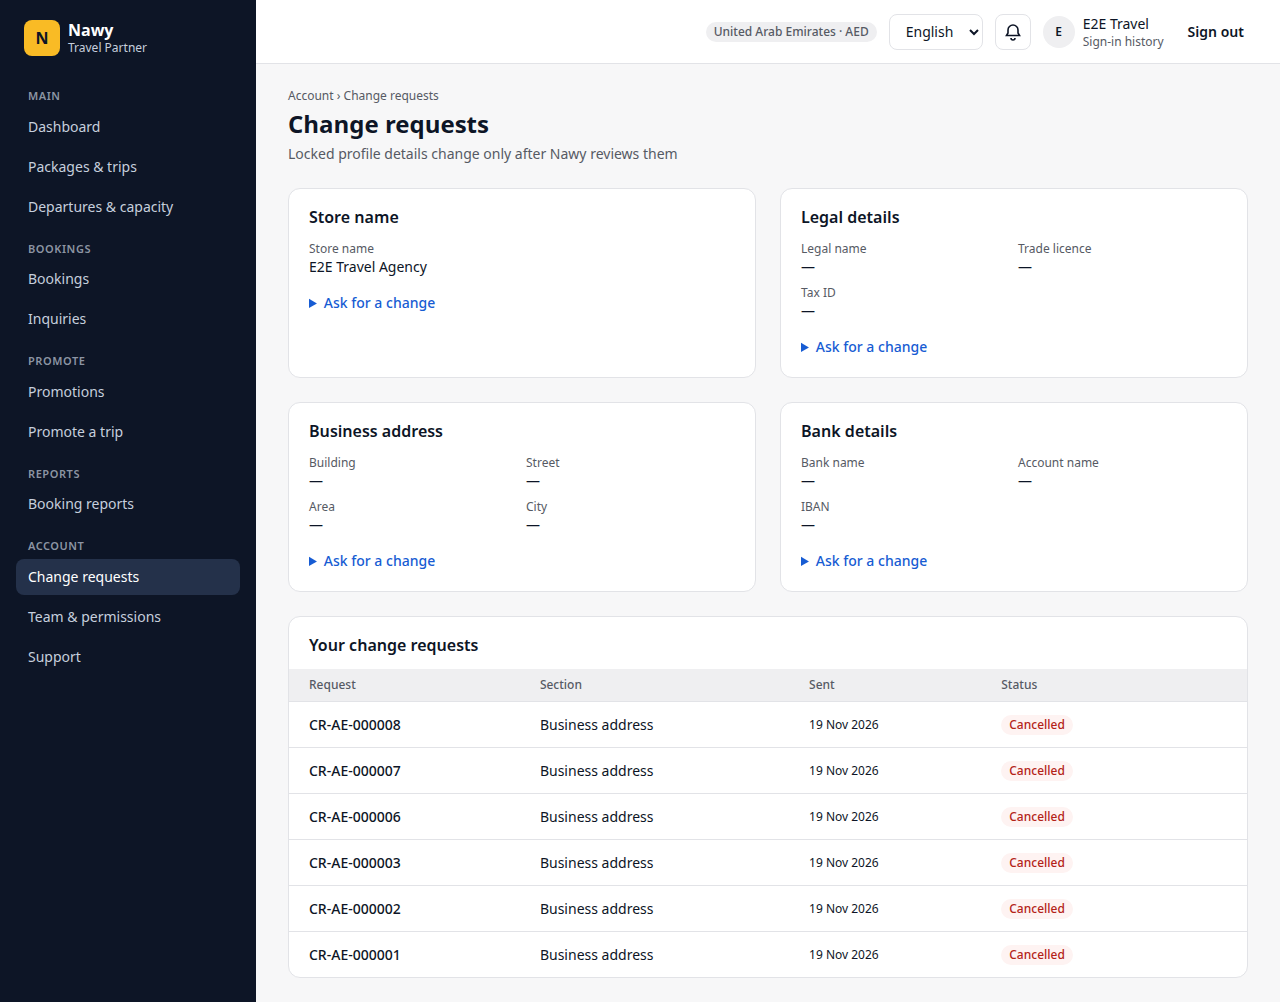 N
Nawy
Travel Partner
MAIN
Dashboard
Packages & trips
Departures & capacity
BOOKINGS
Bookings
Inquiries
PROMOTE
Promotions
Promote a trip
REPORTS
Booking reports
ACCOUNT
Change requests
Team & permissions
Support
United Arab Emirates · AED
English
E
E2E Travel
Sign-in history
Sign out
Account › Change requests
Change requests
Locked profile details change only after Nawy reviews them
Store name
Store name
E2E Travel Agency
Ask for a change
Legal details
Legal name Trade licence
— —
Tax ID
—
Ask for a change
Business address
Building Street
— —
Area City
— —
Ask for a change
Bank details
Bank name Account name
— —
IBAN
—
Ask for a change
Your change requests
Request Section Sent Status
CR-AE-000008 Business address 19 Nov 2026 Cancelled
CR-AE-000007 Business address 19 Nov 2026 Cancelled
CR-AE-000006 Business address 19 Nov 2026 Cancelled
CR-AE-000003 Business address 19 Nov 2026 Cancelled
CR-AE-000002 Business address 19 Nov 2026 Cancelled
CR-AE-000001 Business address 19 Nov 2026 Cancelled